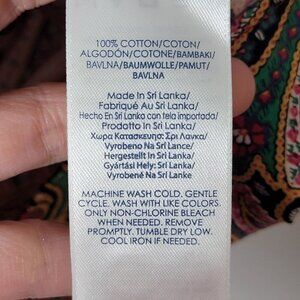 100% COTTON/COTON/
ALGODÓN/COTONE/BAMBAKI/
BAVLNA/BAUMWOLLE/PAMUT/
BAVLNA
Made In Sri Lanka/
Fabriqué Au Sri Lanka/
Hecho En Sri Lanka con tela importada/
Prodotto In Sri Lanka/
Χωρα Κατασκευησ: Σρι Λανκα/
Vyrobeno Na Srí Lance/
Hergestellt In Sri Lanka/
Gyártási Hely: Srí Lanka/
Vyrobené Na Srí Lanke
MACHINE WASH COLD, GENTLE
CYCLE. WASH WITH LIKE COLORS.
ONLY NON-CHLORINE BLEACH
WHEN NEEDED. REMOVE
PROMPTLY. TUMBLE DRY LOW.
COOL IRON IF NEEDED.